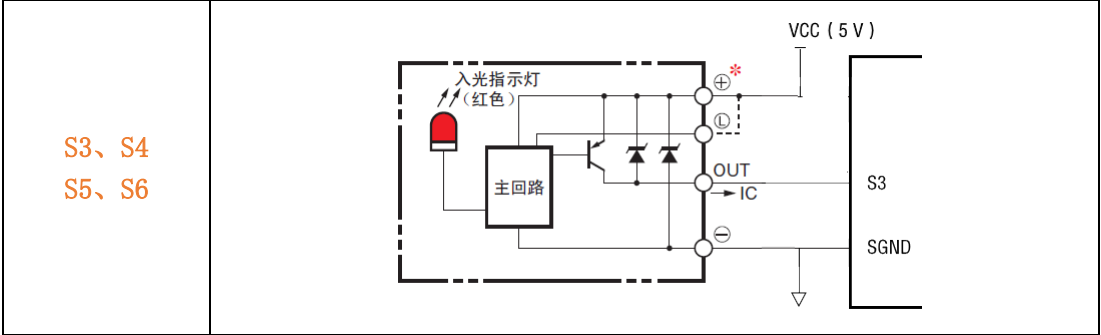 S3、S4
S5、S6
VCC ( 5 V )
入光指示灯
（红色）
⊕*
Ⓛ
主回路
OUT
→ IC
S3
⊖
SGND